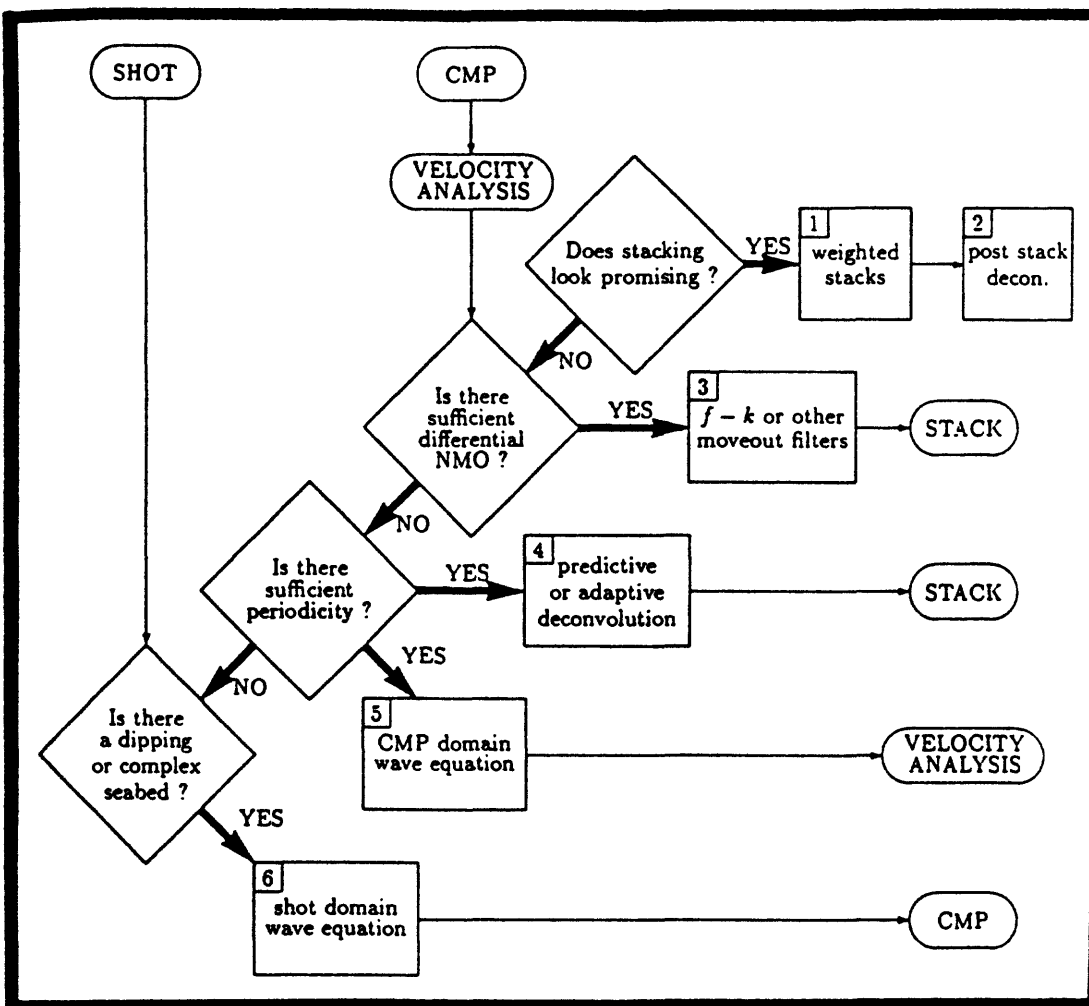 SHOT
CMP
VELOCITY
ANALYSIS
Does stacking
look promising ?
YES
1
weighted
stacks
2
post stack
decon.
NO
Is there
sufficient
differential
NMO ?
YES
3
f – k or other
moveout filters
STACK
NO
Is there
sufficient
periodicity ?
YES
4
predictive
or adaptive
deconvolution
STACK
YES
NO
5
CMP domain
wave equation
VELOCITY
ANALYSIS
Is there
a dipping
or complex
seabed ?
YES
6
shot domain
wave equation
CMP